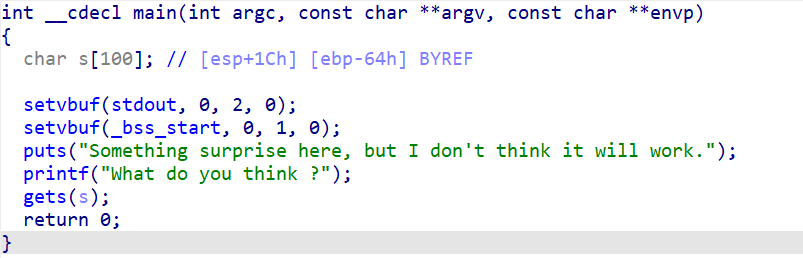 int __cdecl main(int argc, const char **argv, const char **envp)
{
char s[100]; // [esp+1Ch] [ebp-64h] BYREF
setvbuf(stdout, 0, 2, 0);
setvbuf(_bss_start, 0, 1, 0);
puts("Something surprise here, but I don't think it will work.");
printf("What do you think ?");
gets(s);
return 0;
}